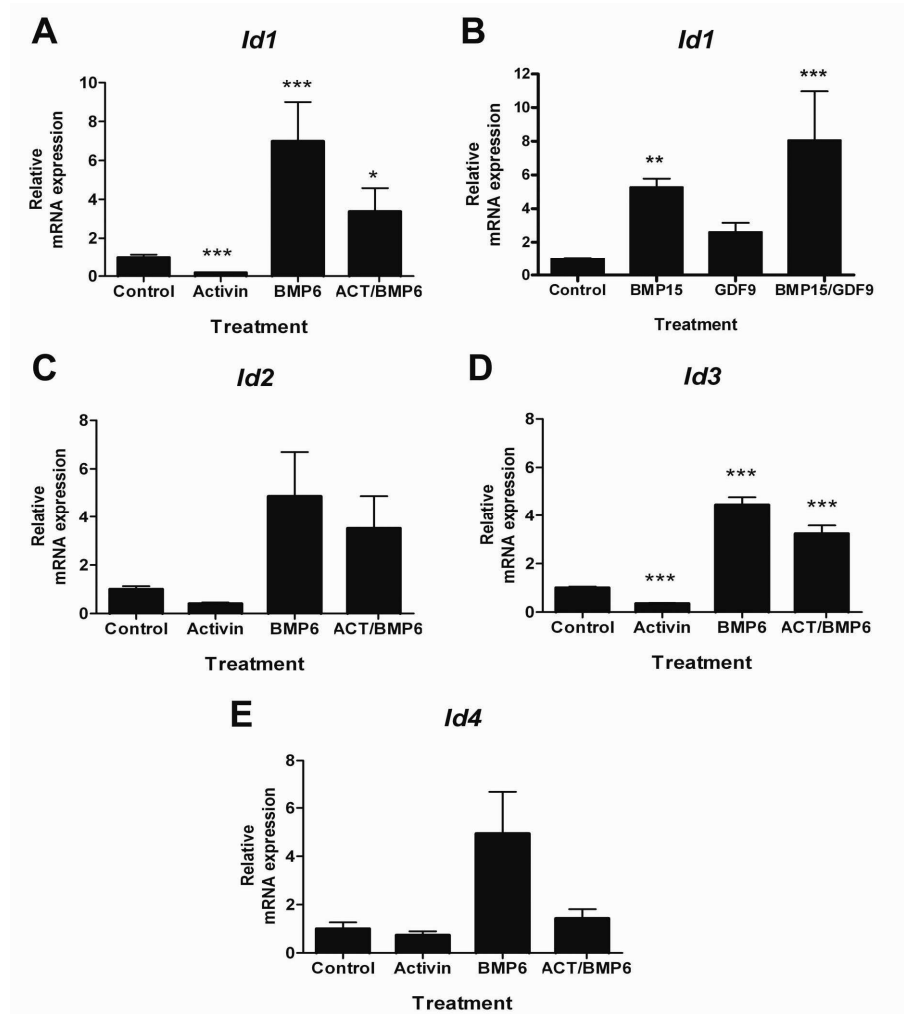 A
Id1
Relative
mRNA expression
10
8
6
4
2
0
***
***
*
Control Activin BMP6 ACT/BMP6
Treatment
B
Id1
Relative
mRNA expression
12
10
8
6
4
2
0
**
***
Control BMP15 GDF9 BMP15/GDF9
Treatment
C
Id2
Relative
mRNA expression
8
6
4
2
0
Control Activin BMP6 ACT/BMP6
Treatment
D
Id3
Relative
mRNA expression
8
6
4
2
0
***
***
***
Control Activin BMP6 ACT/BMP6
Treatment
E
Id4
Relative
mRNA expression
8
6
4
2
0
Control Activin BMP6 ACT/BMP6
Treatment